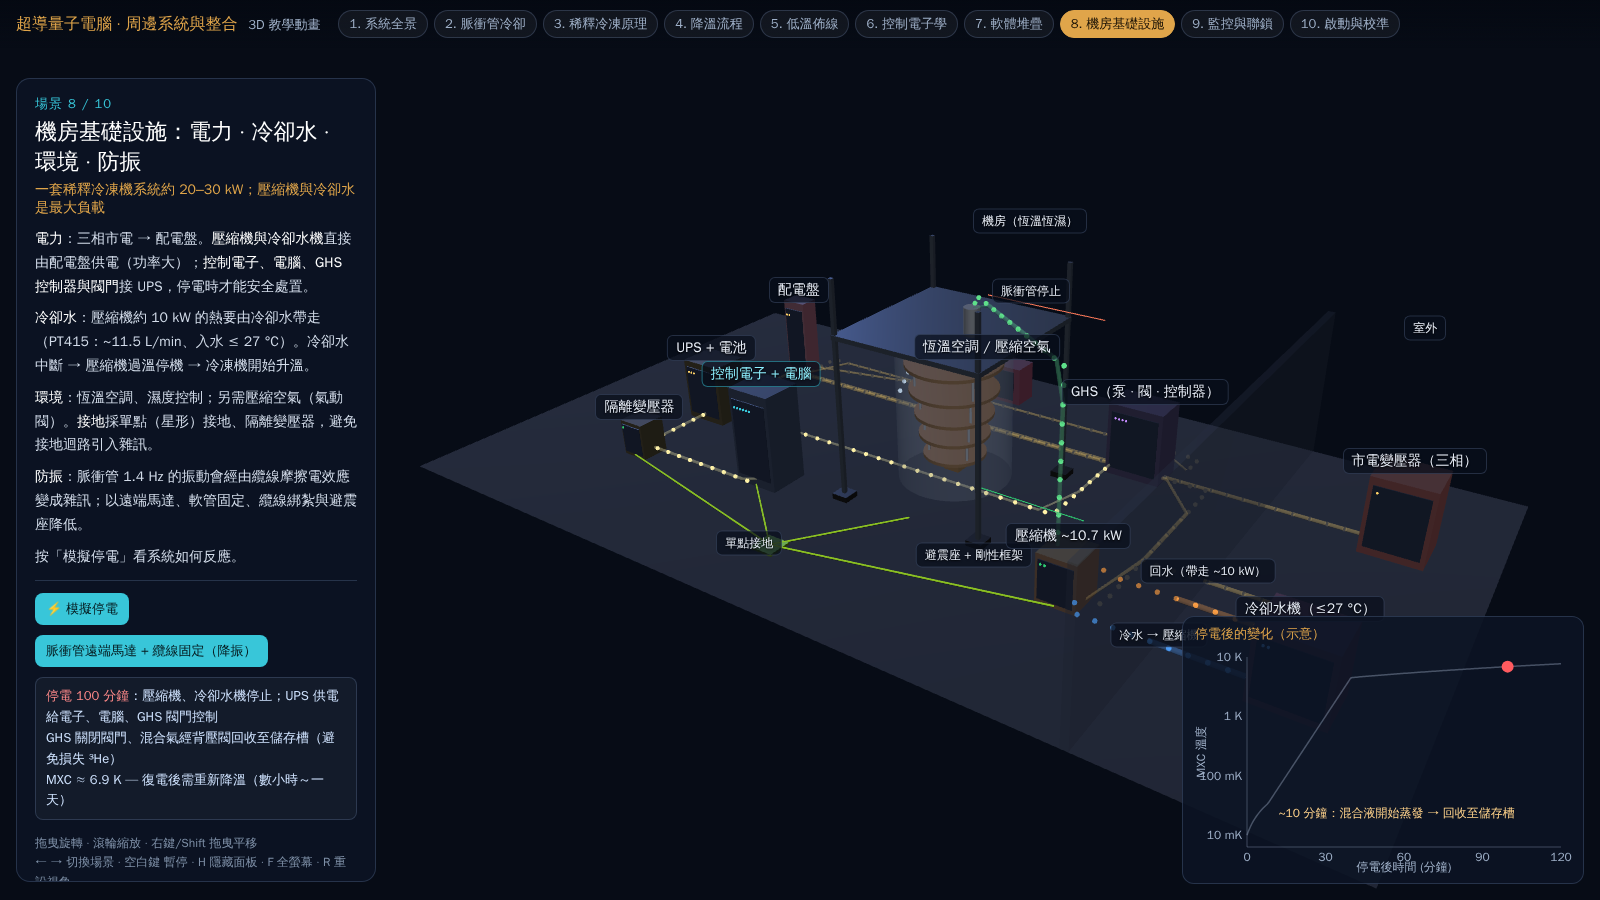 超導量子電腦 · 周邊系統與整合 3D 教學動畫
1. 系統全景
2. 脈衝管冷卻
3. 稀釋冷凍原理
4. 降溫流程
5. 低溫佈線
6. 控制電子學
7. 軟體堆疊
8. 機房基礎設施
9. 監控與聯鎖
10. 啟動與校準
場景 8 / 10
機房基礎設施：電力 · 冷卻水 ·
環境 · 防振
一套稀釋冷凍機系統約 20–30 kW；壓縮機與冷卻水
是最大負載
電力：三相市電 → 配電盤。壓縮機與冷卻水機直接
由配電盤供電（功率大）；控制電子、電腦、GHS
控制器與閥門接 UPS，停電時才能安全處置。
冷卻水：壓縮機約 10 kW 的熱要由冷卻水帶走
（PT415：~11.5 L/min、入水 ≤ 27 °C）。冷卻水
中斷 → 壓縮機過溫停機 → 冷凍機開始升溫。
環境：恆溫空調、濕度控制；另需壓縮空氣（氣動
閥）。接地採單點（星形）接地、隔離變壓器，避免
接地迴路引入雜訊。
防振：脈衝管 1.4 Hz 的振動會經由纜線摩擦電效應
變成雜訊；以遠端馬達、軟管固定、纜線綁紮與避震
座降低。
按「模擬停電」看系統如何反應。
⚡ 模擬停電
脈衝管遠端馬達 + 纜線固定（降振）
停電 100 分鐘：壓縮機、冷卻水機停止；UPS 供電
給電子、電腦、GHS 閥門控制
GHS 關閉閥門、混合氣經背壓閥回收至儲存槽（避
免損失 ³He）
MXC ≈ 6.9 K — 復電後需重新降溫（數小時～一
天）
拖曳旋轉 · 滾輪縮放 · 右鍵/Shift 拖曳平移
← → 切換場景 · 空白鍵 暫停 · H 隱藏面板 · F 全螢幕 · R 重
設視角
機房（恆溫恆濕）
配電盤
脈衝管停止
室外
UPS + 電池
恆溫空調 / 壓縮空氣
控制電子 + 電腦
GHS（泵 · 閥 · 控制器）
隔離變壓器
市電變壓器（三相）
單點接地
壓縮機 ~10.7 kW
避震座 + 剛性框架
回水（帶走 ~10 kW）
冷卻水機（≤27 °C）
冷水 → 壓縮
停電後的變化（示意）
10 K
1 K
100 mK
10 mK
MXC 溫度
~10 分鐘：混合液開始蒸發 → 回收至儲存槽
0 30 60 90 120
停電後時間 (分鐘)